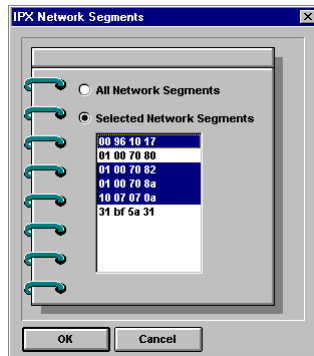 IPX Network Segments
All Network Segments
Selected Network Segments
00 96 10 17
01 00 70 80
01 00 70 82
01 00 70 8a
10 07 07 0a
31 bf 5a 31
OK Cancel